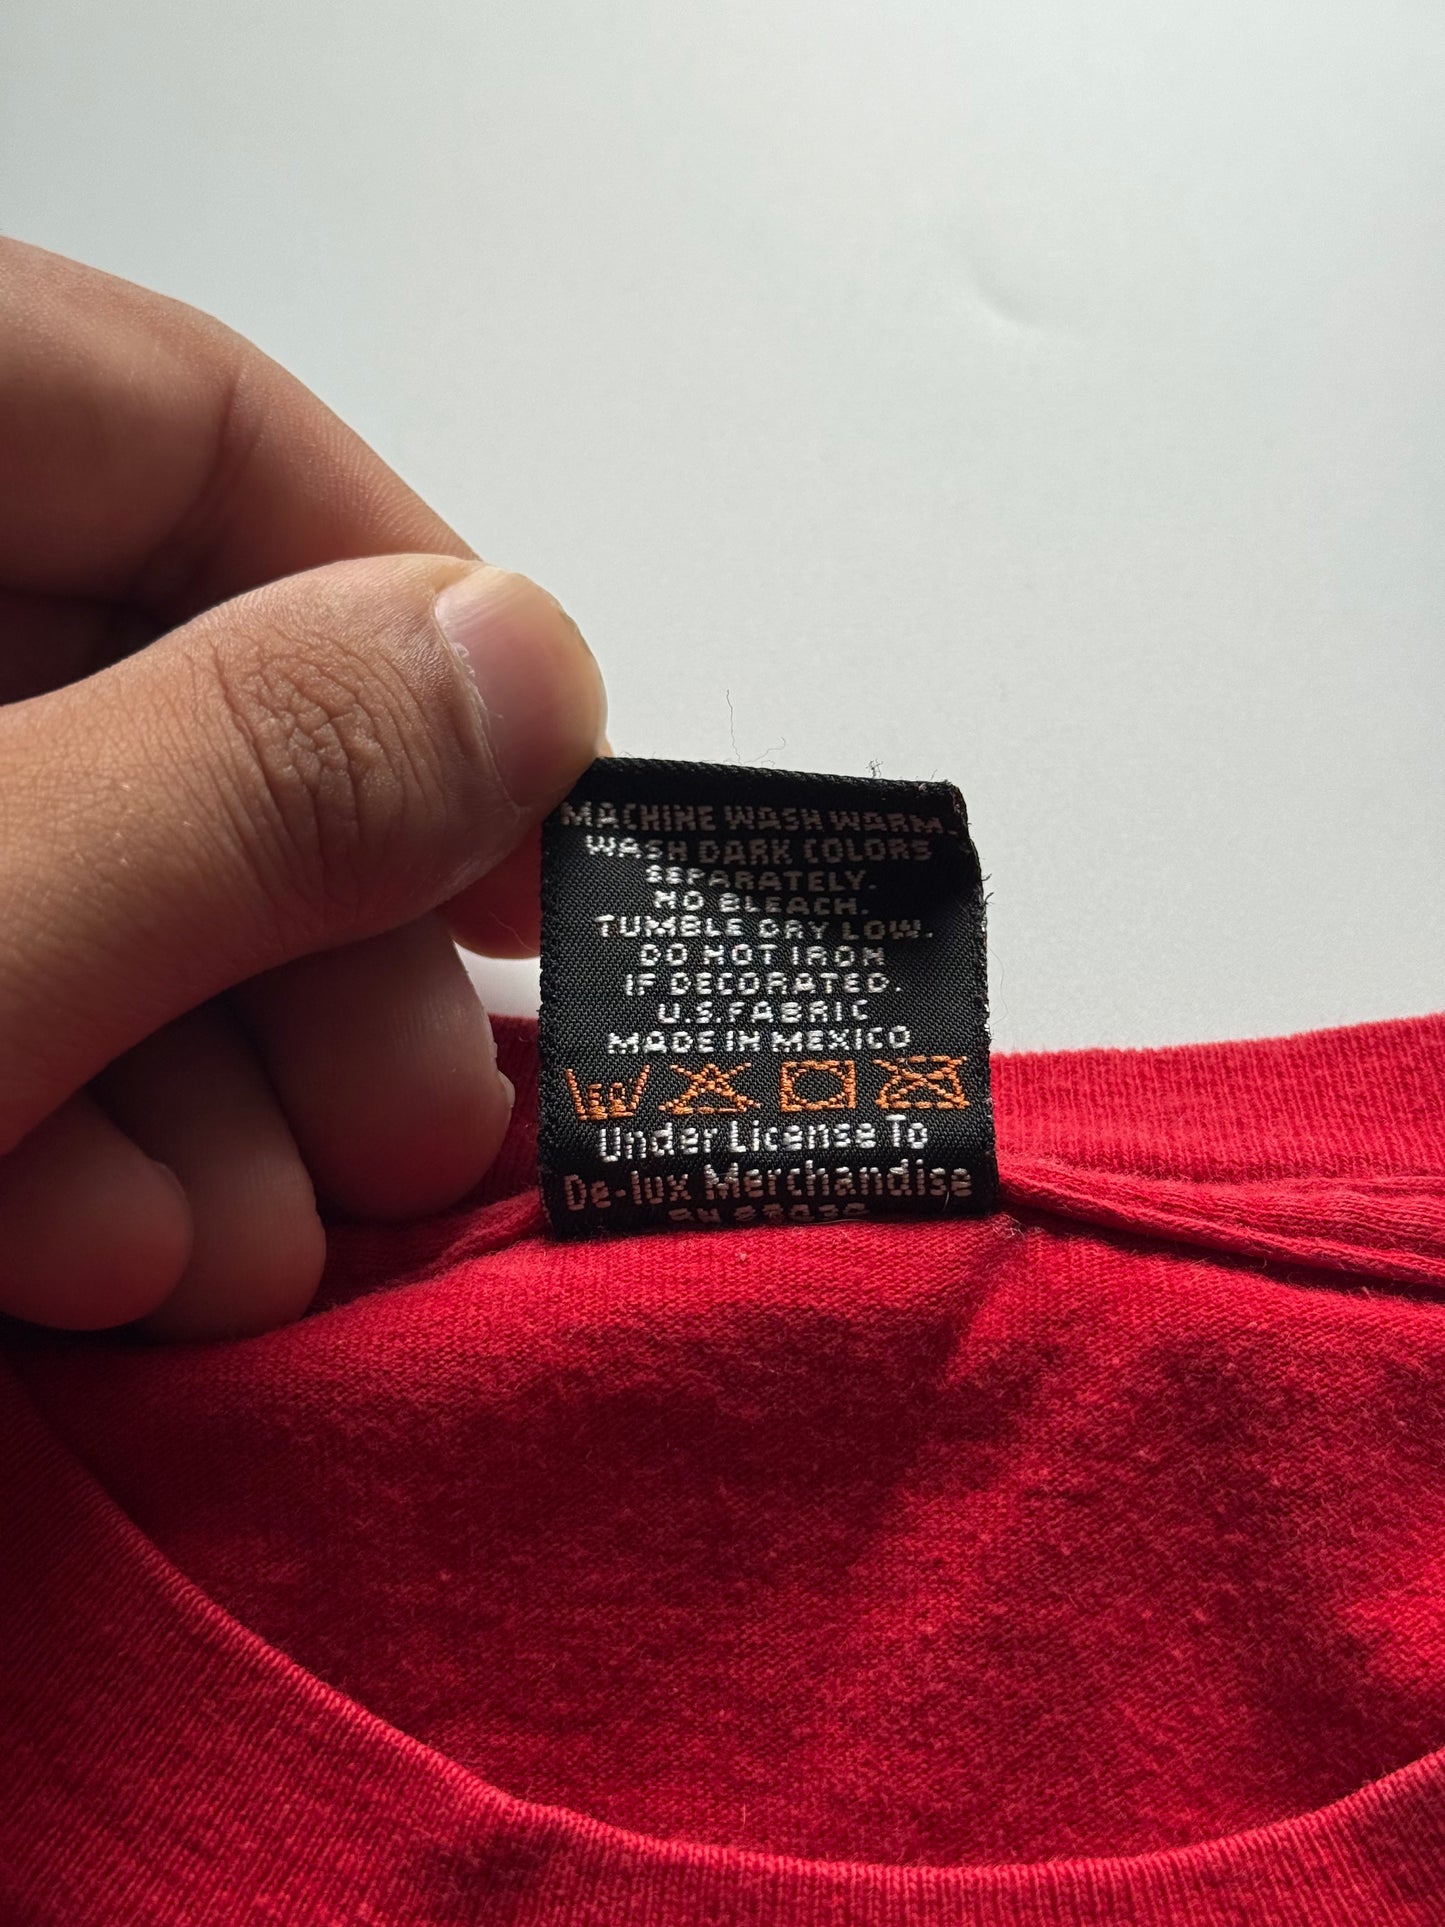 MACHINE WASH WARM.
WASH DARK COLORS
SEPARATELY.
NO BLEACH.
TUMBLE DRY LOW.
DO NOT IRON
IF DECORATED.
U.S. FABRIC
MADE IN MEXICO
Under License To
De-lux Merchandise